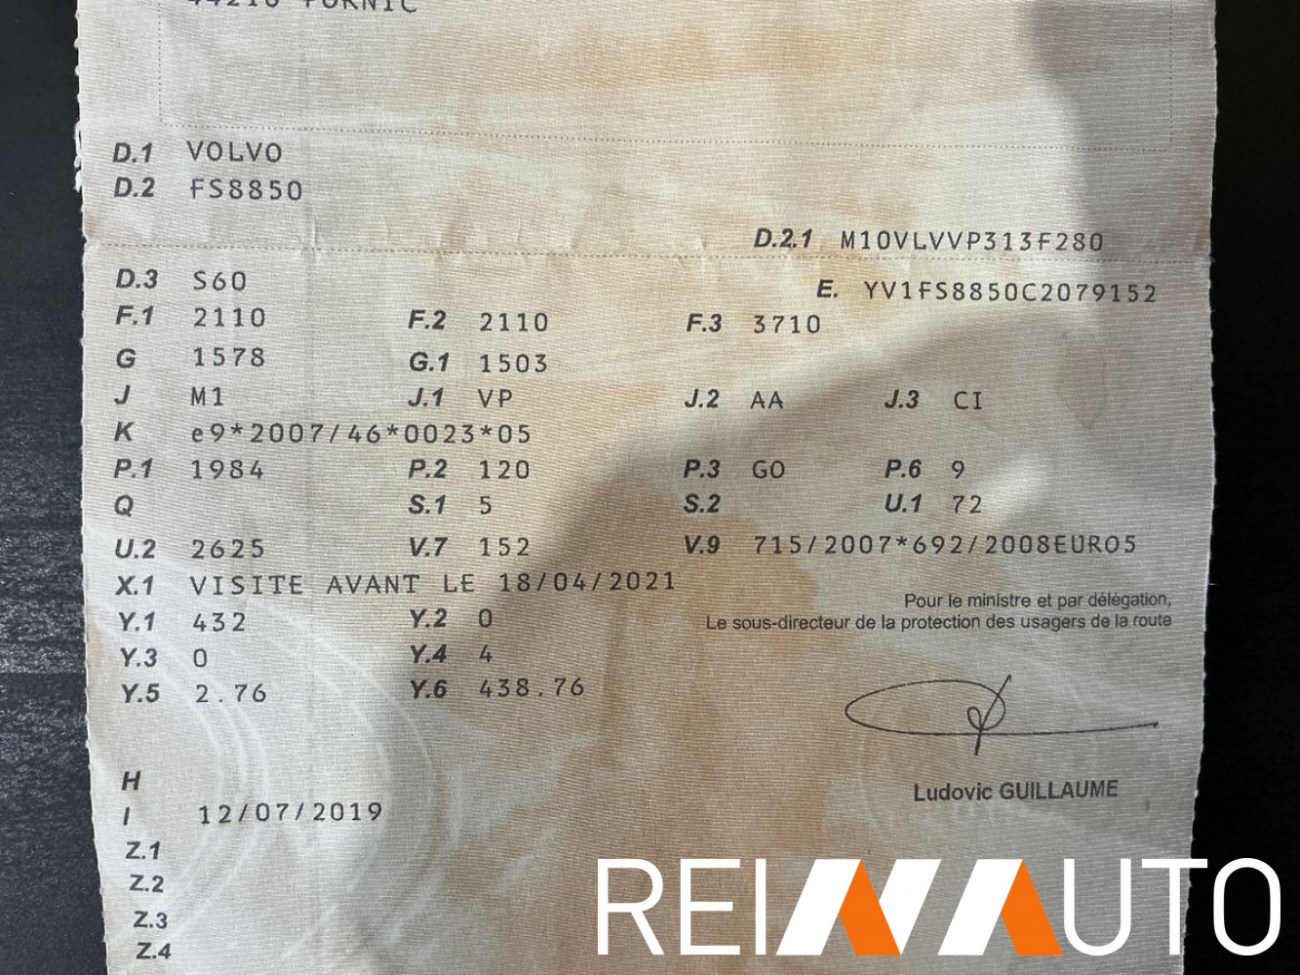 44210 PORNIC
D.1 VOLVO
D.2 FS8850
D.2.1 M10VLVVP313F280
D.3 S60
E. YV1FS8850C2079152
F.1 2110 F.2 2110 F.3 3710
G 1578 G.1 1503
J M1 J.1 VP J.2 AA J.3 CI
K e9*2007/46*0023*05
P.1 1984 P.2 120 P.3 GO P.6 9
Q S.1 5 S.2 U.1 72
U.2 2625 V.7 152 V.9 715/2007*692/2008EURO5
X.1 VISITE AVANT LE 18/04/2021
Pour le ministre et par délégation,
Y.1 432 Y.2 0
Le sous-directeur de la protection des usagers de la route
Y.3 0 Y.4 4
Y.5 2.76 Y.6 438.76
H
Ludovic GUILLAUME
I 12/07/2019
Z.1
Z.2
Z.3
Z.4
REINAUTO